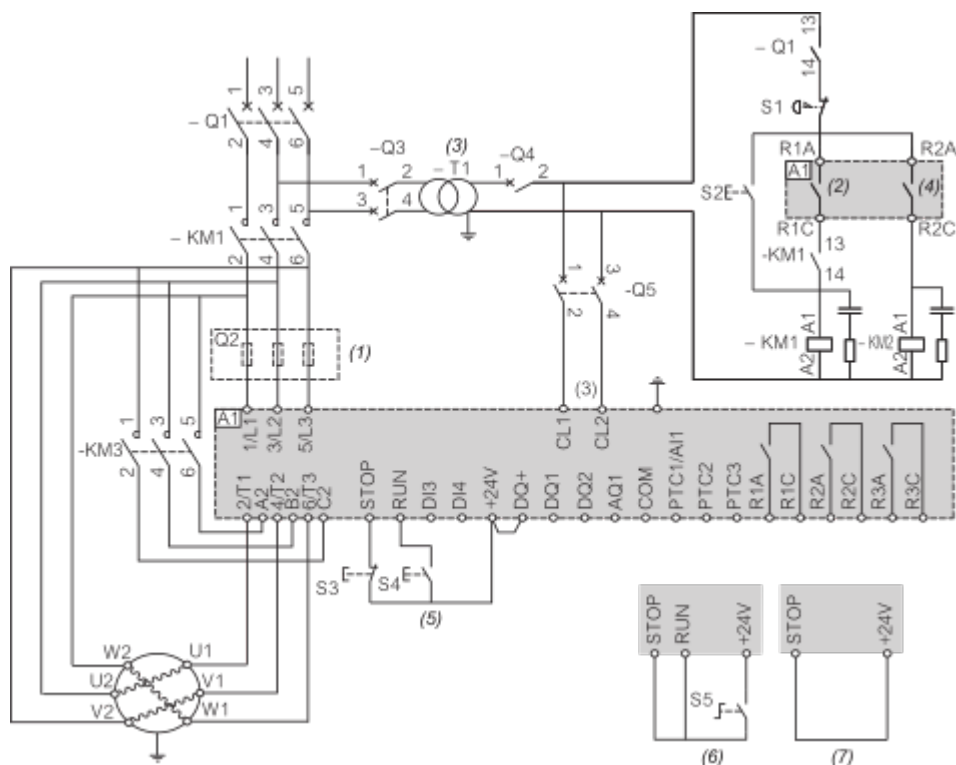 1 3 5
– Q1
2 4 6
–Q3
1 2
3 4
(3)
– T1
–Q4
1 2
13
– Q1
14
S1
R1A R2A
A1
(2) (4)
S2
R1C R2C
-KM1
13
14
A1 A1
– KM1 – KM2
A2 A2
1 3 5
– KM1
2 4 6
1 3
-Q5
2 4
Q2
(1)
(3)
A1
1/L1 3/L2 5/L3 CL1 CL2
1 3 5
-KM3
2 4 6
2/T1 A2 4/T2 B2 6/T3 C2 STOP RUN DI3 DI4 +24V DQ+ DQ1 DQ2 AQ1 COM PTC1/AI1 PTC2 PTC3 R1A R1C R2A R2C R3A R3C
S3 S4
(5)
STOP RUN +24V
S5
(6)
STOP +24V
(7)
W2 U1
U2 V1
V2 W1